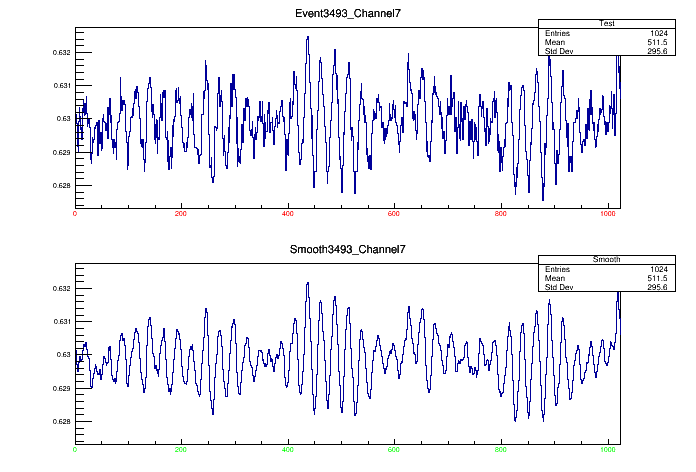 Event3493_Channel7
Test
Entries 1024
Mean 511.5
Std Dev 295.6
0.632
0.631
0.63
0.629
0.628
0 200 400 600 800 1000
Smooth3493_Channel7
Smooth
Entries 1024
Mean 511.5
Std Dev 295.6
0.632
0.631
0.63
0.629
0.628
0 200 400 600 800 1000